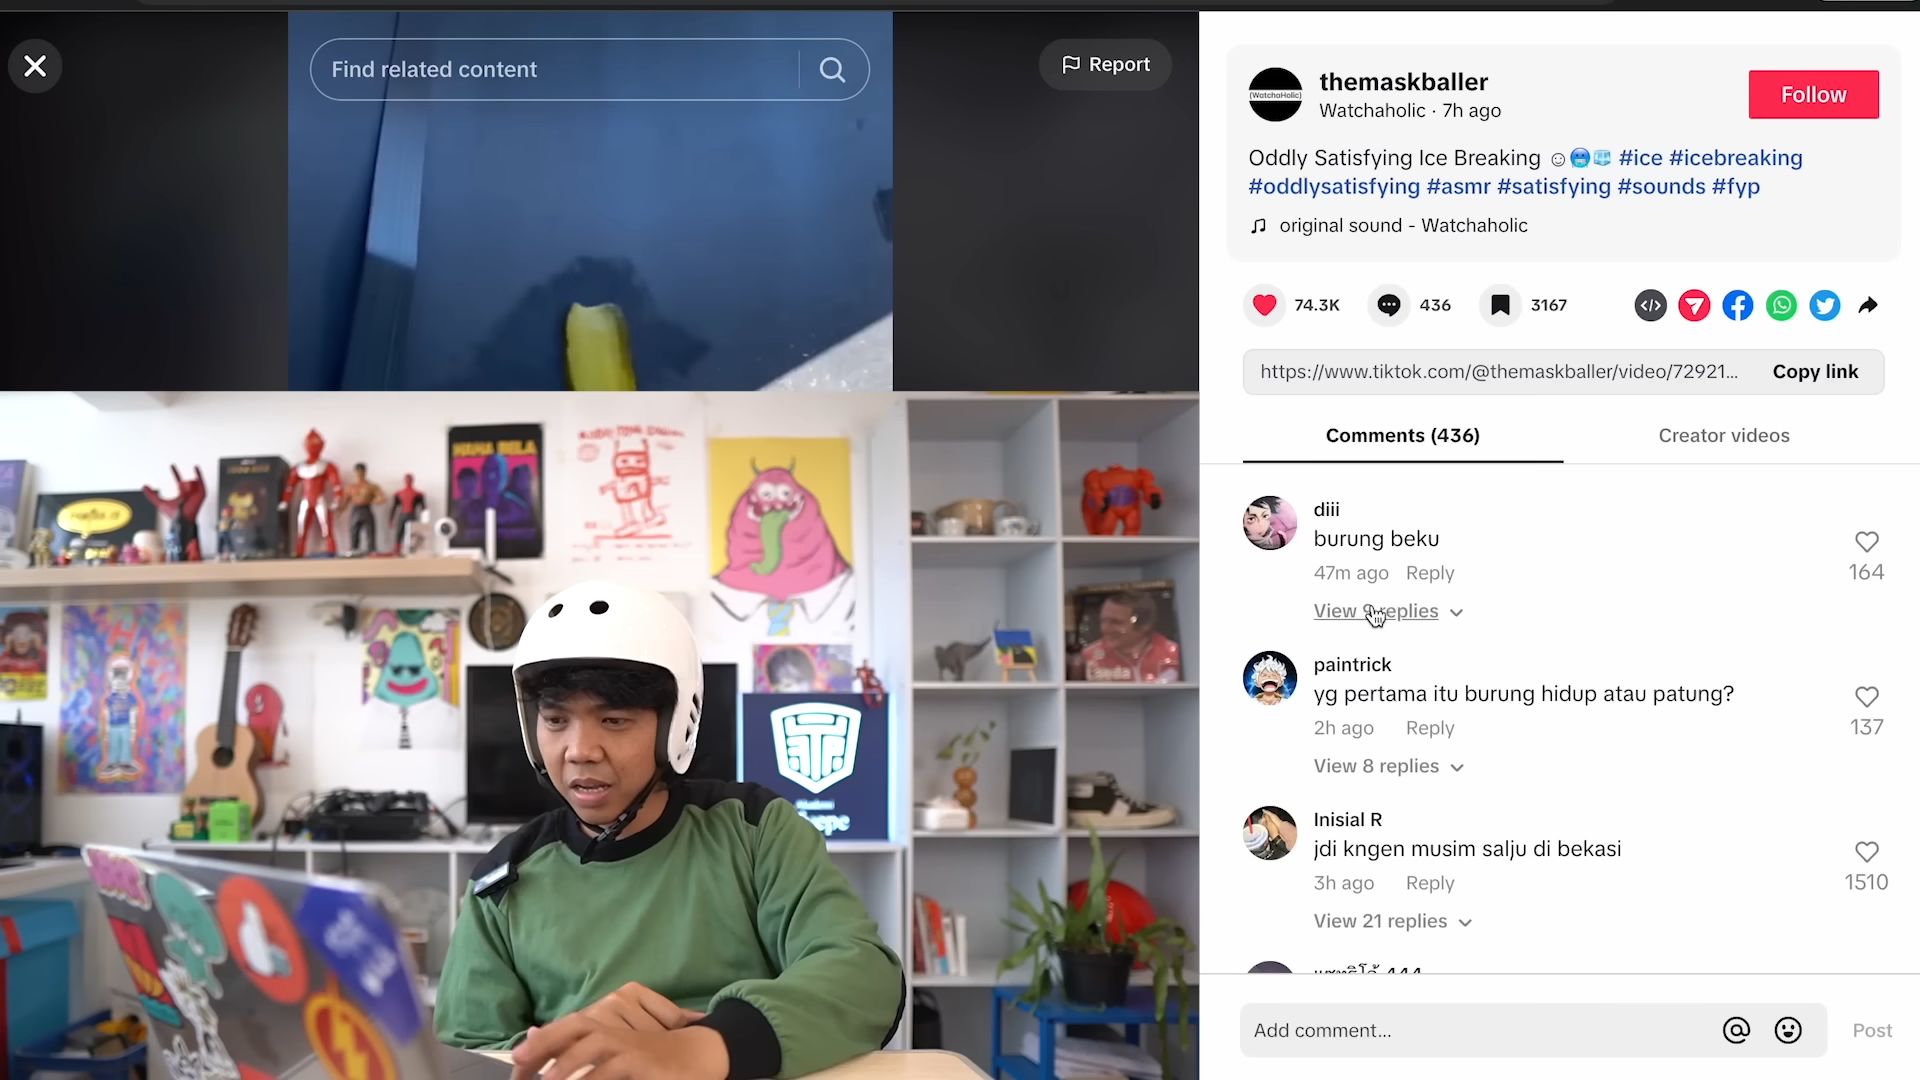 Find related content
Report
(WatchaHolic)
themaskballer
Watchaholic · 7h ago
Follow
Oddly Satisfying Ice Breaking ☺️🥶🧊 #ice #icebreaking
#oddlysatisfying #asmr #satisfying #sounds #fyp
original sound - Watchaholic
74.3K
436
3167
https://www.tiktok.com/@themaskballer/video/72921...
Copy link
Comments (436)
Creator videos
diii
burung beku
47m ago
Reply
164
View 9 replies
paintrick
yg pertama itu burung hidup atau patung?
2h ago
Reply
137
View 8 replies
Inisial R
jdi kngen musim salju di bekasi
3h ago
Reply
1510
View 21 replies
Add comment...
Post